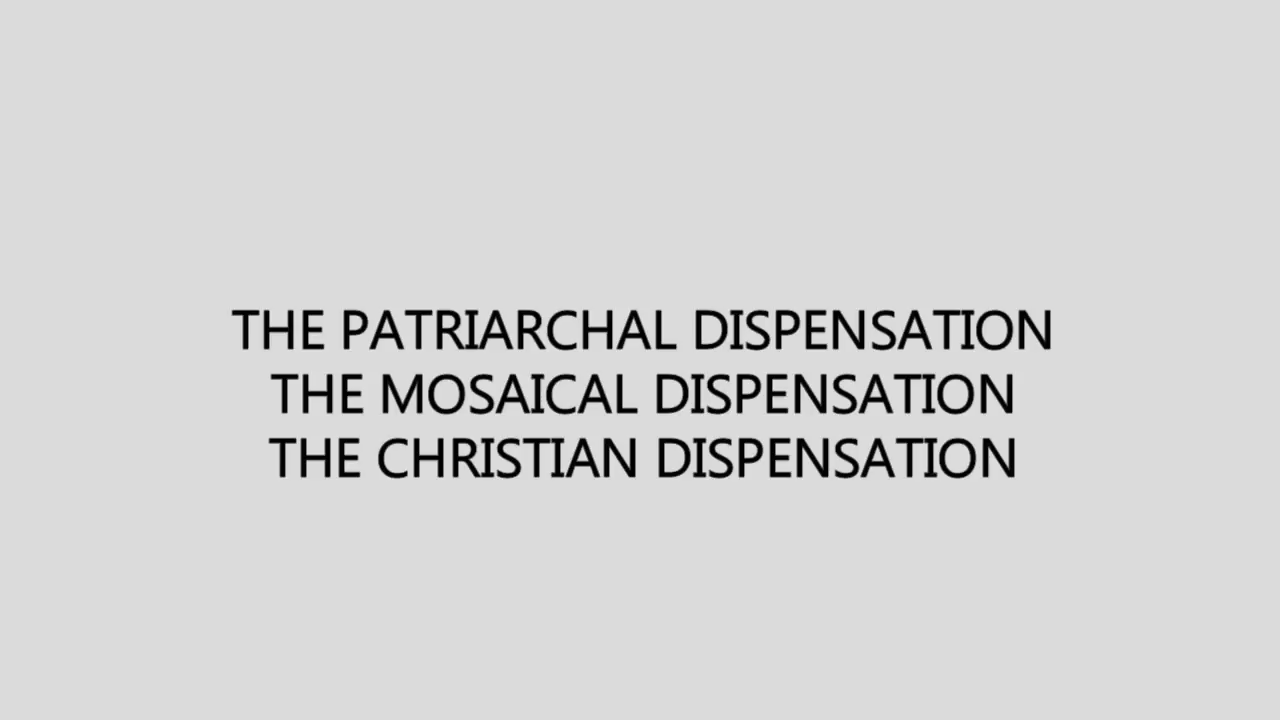 THE PATRIARCHAL DISPENSATION
THE MOSAICAL DISPENSATION
THE CHRISTIAN DISPENSATION